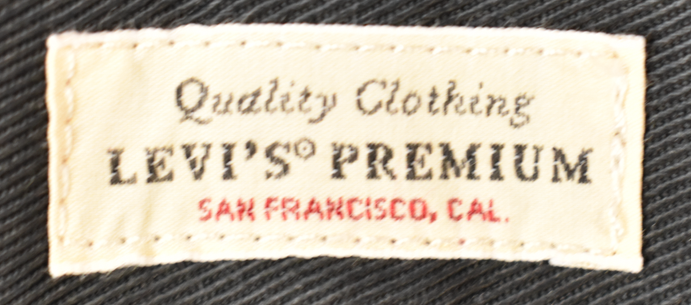 Quality Clothing
LEVI'S® PREMIUM
SAN FRANCISCO, CAL.